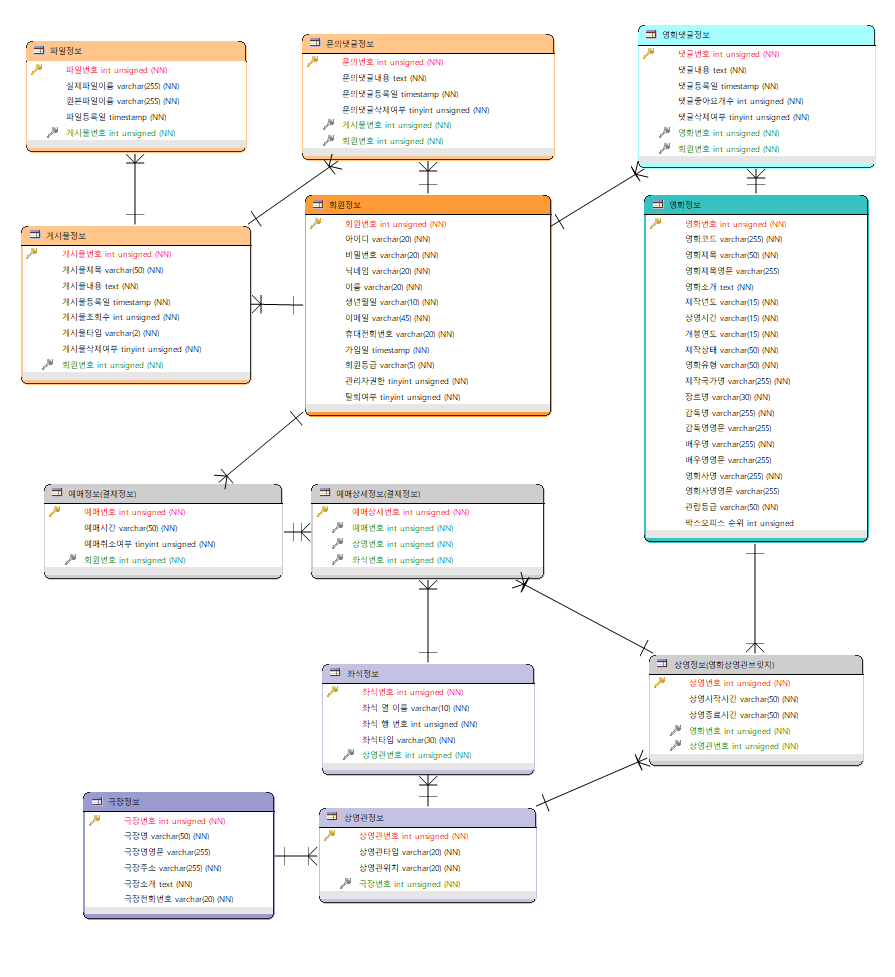 파일정보
파일번호 int unsigned (NN)
실제파일이름 varchar(255) (NN)
원본파일이름 varchar(255) (NN)
파일등록일 timestamp (NN)
게시물번호 int unsigned (NN)
문의댓글정보
문의번호 int unsigned (NN)
문의댓글내용 text (NN)
문의댓글등록일 timestamp (NN)
문의댓글삭제여부 tinyint unsigned (NN)
게시물번호 int unsigned (NN)
회원번호 int unsigned (NN)
영화댓글정보
댓글번호 int unsigned (NN)
댓글내용 text (NN)
댓글등록일 timestamp (NN)
댓글좋아요개수 int unsigned (NN)
댓글삭제여부 tinyint unsigned (NN)
영화번호 int unsigned (NN)
회원번호 int unsigned (NN)
게시물정보
게시물번호 int unsigned (NN)
게시물제목 varchar(50) (NN)
게시물내용 text (NN)
게시물등록일 timestamp (NN)
게시물조회수 int unsigned (NN)
게시물타입 varchar(2) (NN)
게시물삭제여부 tinyint unsigned (NN)
회원번호 int unsigned (NN)
회원정보
회원번호 int unsigned (NN)
아이디 varchar(20) (NN)
비밀번호 varchar(20) (NN)
닉네임 varchar(20) (NN)
이름 varchar(20) (NN)
생년월일 varchar(10) (NN)
이메일 varchar(45) (NN)
휴대전화번호 varchar(20) (NN)
가입일 timestamp (NN)
회원등급 varchar(5) (NN)
관리자권한 tinyint unsigned (NN)
탈퇴여부 tinyint unsigned (NN)
영화정보
영화번호 int unsigned (NN)
영화코드 varchar(255) (NN)
영화제목 varchar(50) (NN)
영화제목영문 varchar(255)
영화소개 text (NN)
제작년도 varchar(15) (NN)
상영시간 varchar(15) (NN)
개봉연도 varchar(15) (NN)
제작상태 varchar(50) (NN)
영화유형 varchar(50) (NN)
제작국가명 varchar(255) (NN)
장르명 varchar(30) (NN)
감독명 varchar(255) (NN)
감독명영문 varchar(255)
배우명 varchar(255) (NN)
배우명영문 varchar(255)
영화사명 varchar(255) (NN)
영화사명영문 varchar(255)
관람등급 varchar(50) (NN)
박스오피스 순위 int unsigned
예매정보(결제정보)
예매번호 int unsigned (NN)
예매시간 varchar(50) (NN)
예매취소여부 tinyint unsigned (NN)
회원번호 int unsigned (NN)
예매상세정보(결제정보)
예매상세번호 int unsigned (NN)
예매번호 int unsigned (NN)
상영번호 int unsigned (NN)
좌석번호 int unsigned (NN)
좌석정보
좌석번호 int unsigned (NN)
좌석 열 이름 varchar(10) (NN)
좌석 행 번호 int unsigned (NN)
좌석타입 varchar(30) (NN)
상영관번호 int unsigned (NN)
상영정보(영화상영관브릿지)
상영번호 int unsigned (NN)
상영시작시간 varchar(50) (NN)
상영종료시간 varchar(50) (NN)
영화번호 int unsigned (NN)
상영관번호 int unsigned (NN)
극장정보
극장번호 int unsigned (NN)
극장명 varchar(50) (NN)
극장명영문 varchar(255)
극장주소 varchar(255) (NN)
극장소개 text (NN)
극장전화번호 varchar(20) (NN)
상영관정보
상영관번호 int unsigned (NN)
상영관타입 varchar(20) (NN)
상영관위치 varchar(20) (NN)
극장번호 int unsigned (NN)